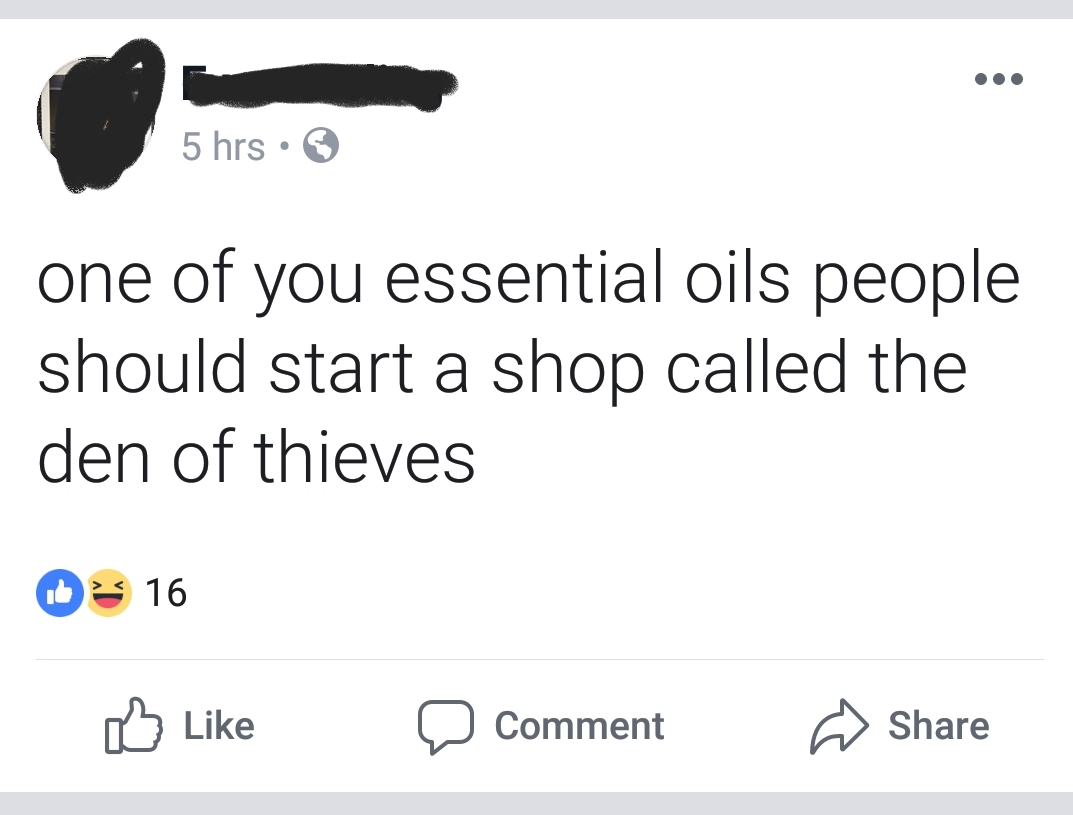 5 hrs •
one of you essential oils people
should start a shop called the
den of thieves
16
Like Comment Share